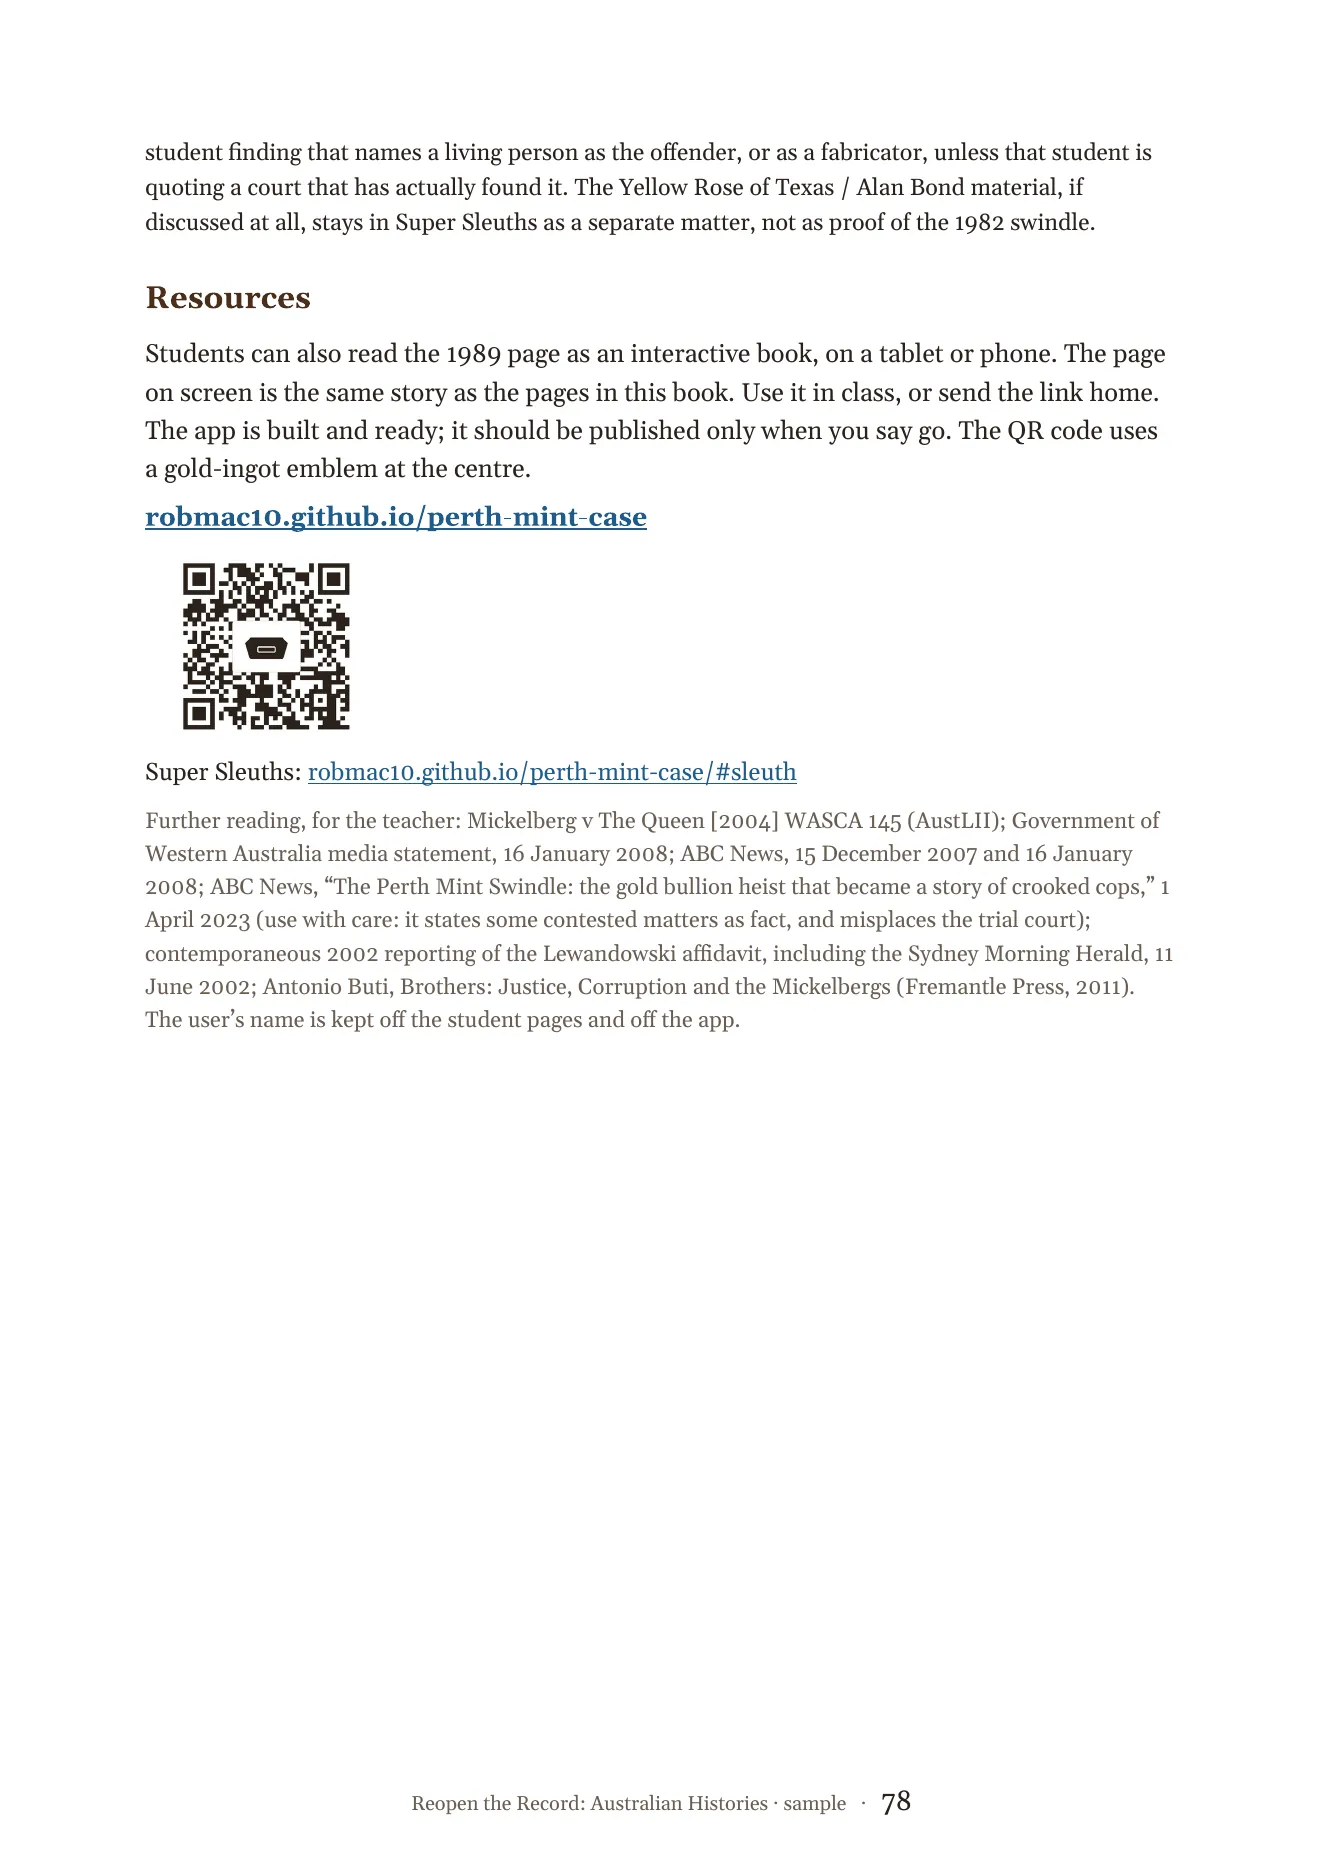 student finding that names a living person as the offender, or as a fabricator, unless that student is
quoting a court that has actually found it. The Yellow Rose of Texas / Alan Bond material, if
discussed at all, stays in Super Sleuths as a separate matter, not as proof of the 1982 swindle.
Resources
Students can also read the 1989 page as an interactive book, on a tablet or phone. The page
on screen is the same story as the pages in this book. Use it in class, or send the link home.
The app is built and ready; it should be published only when you say go. The QR code uses
a gold-ingot emblem at the centre.
robmac10.github.io/perth-mint-case
Super Sleuths: robmac10.github.io/perth-mint-case/#sleuth
Further reading, for the teacher: Mickelberg v The Queen [2004] WASCA 145 (AustLII); Government of
Western Australia media statement, 16 January 2008; ABC News, 15 December 2007 and 16 January
2008; ABC News, “The Perth Mint Swindle: the gold bullion heist that became a story of crooked cops,” 1
April 2023 (use with care: it states some contested matters as fact, and misplaces the trial court);
contemporaneous 2002 reporting of the Lewandowski affidavit, including the Sydney Morning Herald, 11
June 2002; Antonio Buti, Brothers: Justice, Corruption and the Mickelbergs (Fremantle Press, 2011).
The user’s name is kept off the student pages and off the app.
Reopen the Record: Australian Histories · sample · 78